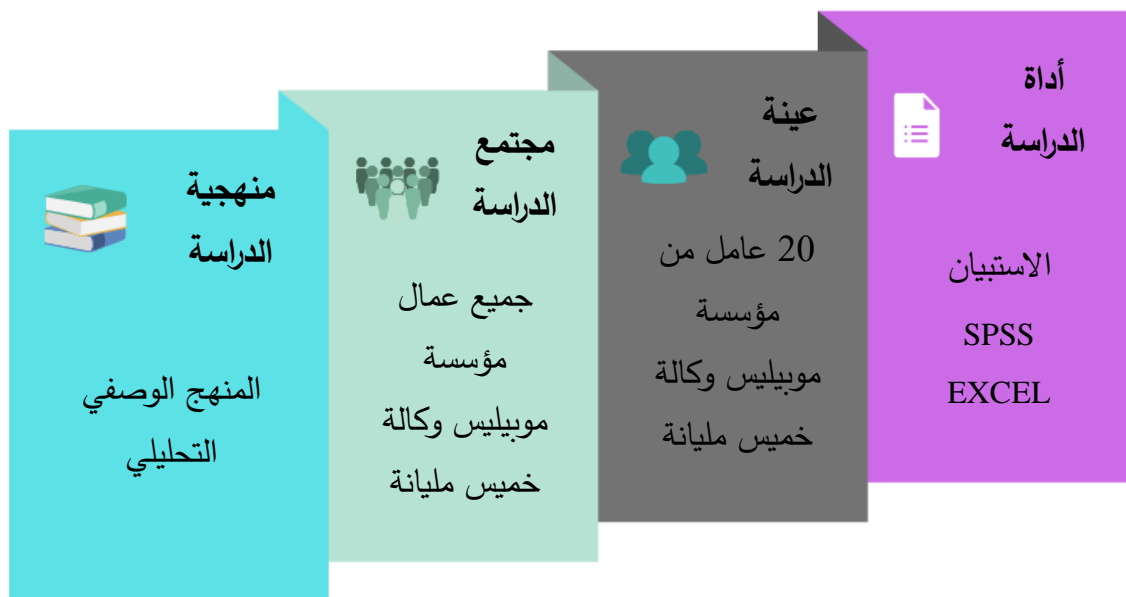 أداة
الدراسة
الاستبيان
SPSS
EXCEL
عينة
الدراسة
20 عامل من
مؤسسة
موبيليس وكالة
خميس مليانة
مجتمع
الدراسة
جميع عمال
مؤسسة
موبيليس وكالة
خميس مليانة
منهجية
الدراسة
المنهج الوصفي
التحليلي